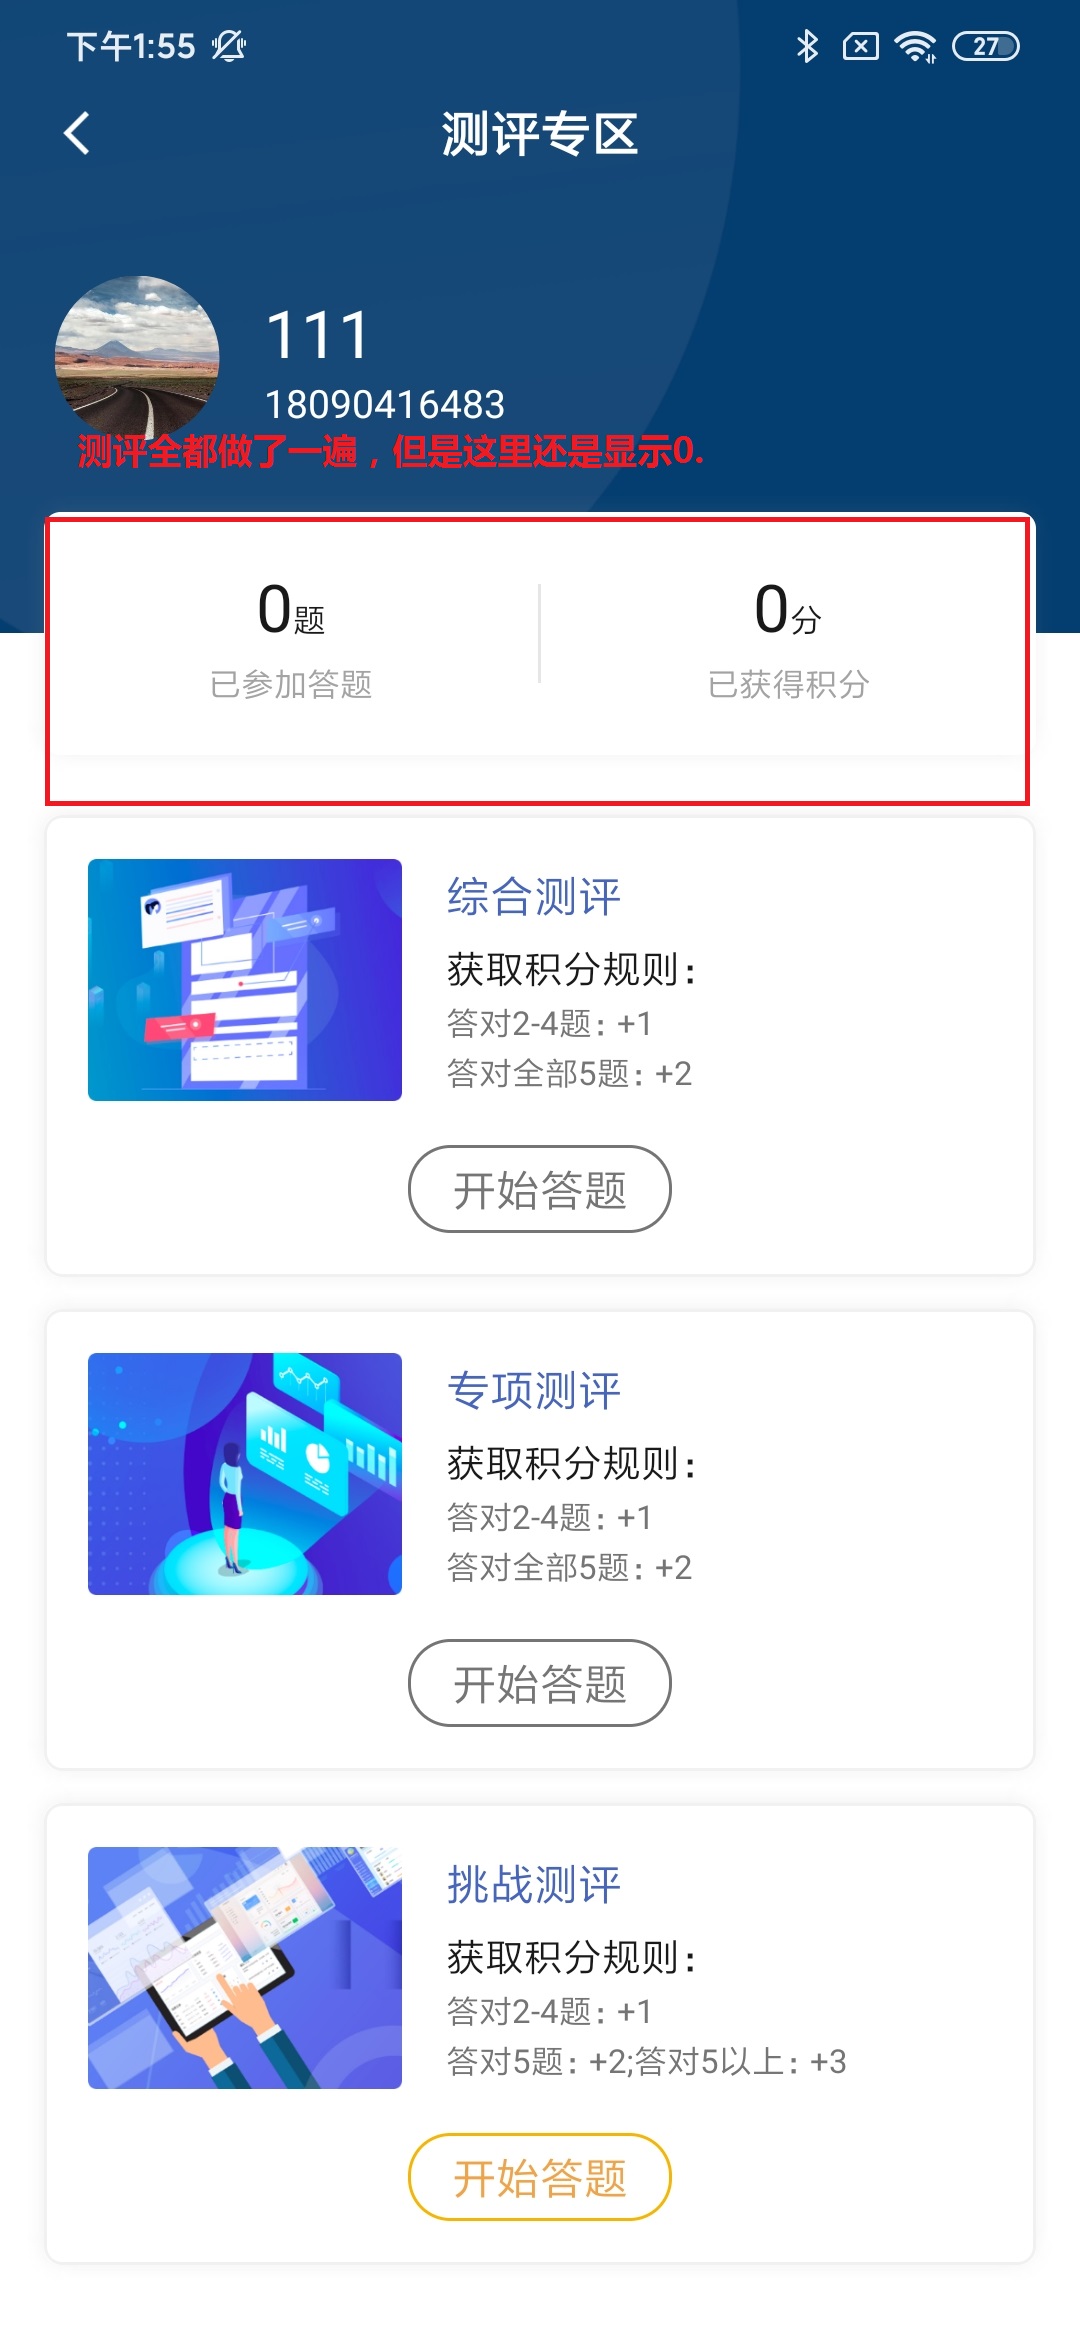 下午1:55
27
测评专区
111
18090416483
测评全都做了一遍，但是这里还是显示0.
0题
0分
已参加答题
已获得积分
综合测评
获取积分规则：
答对2-4题：+1
答对全部5题：+2
开始答题
专项测评
获取积分规则：
答对2-4题：+1
答对全部5题：+2
开始答题
挑战测评
获取积分规则：
答对2-4题：+1
答对5题：+2;答对5以上：+3
开始答题